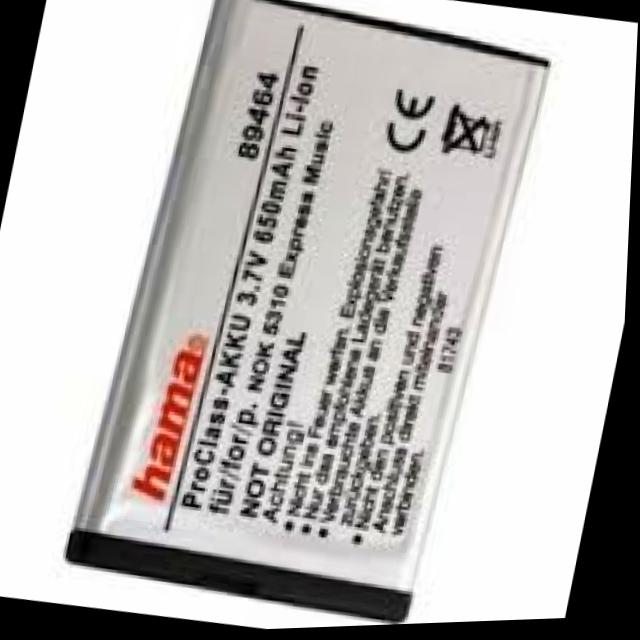 hama®
89464
ProClass-AKKU 3.7V 650mAh Li-Ion
für/for/p. NOK 5310 Express Music
NOT ORIGINAL
Achtung!
• Nicht ins Feuer werfen. Explosionsgefahr!
• Nur das empfohlene Ladegerät benutzen.
• Verbrauchte Akkus an die Verkaufsstelle
zurückgeben.
• Nicht den positiven und negativen
Anschluss direkt miteinander
verbinden.
81743
CE